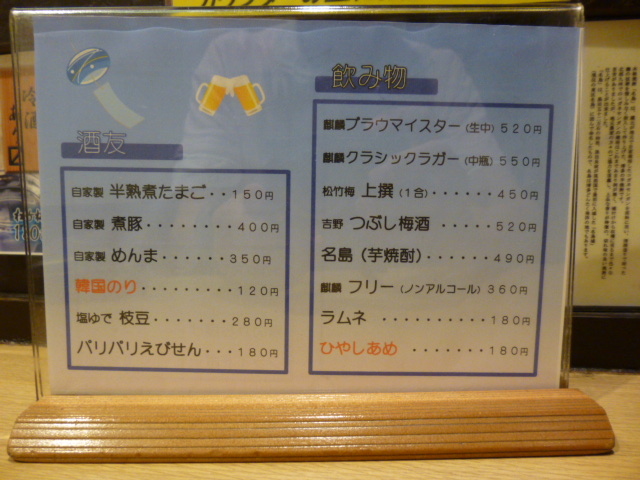 酒友
自家製 半熟煮たまご・・150円
自家製 煮豚・・・・・・・400円
自家製 めんま・・・・・350円
韓国のり・・・・・・・・120円
塩ゆで 枝豆・・・・・・280円
バリバリえびせん・・・180円
飲み物
麒麟ブラウマイスター(生中)520円
麒麟クラシックラガー(中瓶)550円
松竹梅 上撰(1合)・・・・・・450円
吉野 つぶし梅酒 ・・・・・520円
名島(芋焼酎)・・・・・・490円
麒麟 フリー(ノンアルコール)360円
ラムネ ・・・・・・・・・180円
ひやしあめ ・・・・・・・180円